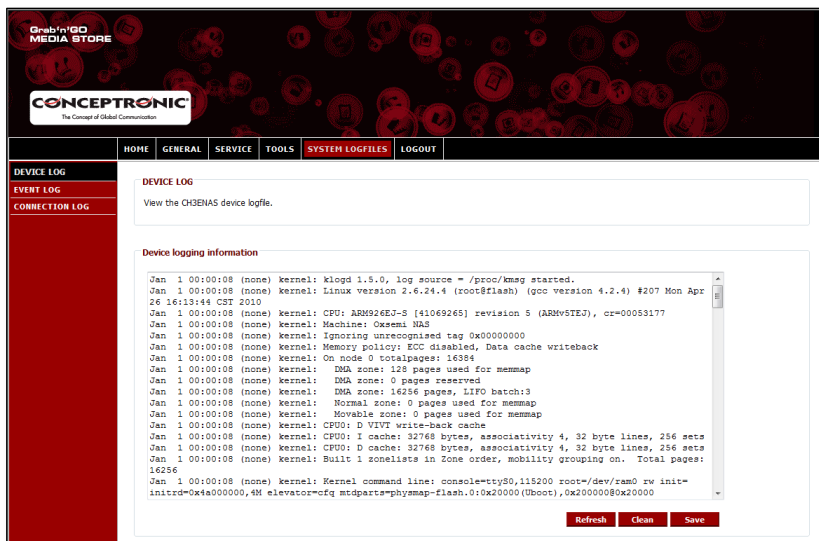 Grab'n'GO
MEDIA STORE
CONCEPTRONIC
The Concept of Global Communication
HOME GENERAL SERVICE TOOLS SYSTEM LOGFILES LOGOUT
DEVICE LOG
EVENT LOG
CONNECTION LOG
DEVICE LOG
View the CH3ENAS device logfile.
Device logging information
Jan  1 00:00:08 (none) kernel: klogd 1.5.0, log source = /proc/kmsg started.
Jan  1 00:00:08 (none) kernel: Linux version 2.6.24.4 (root@flash) (gcc version 4.2.4) #207 Mon Apr
26 16:13:44 CST 2010
Jan  1 00:00:08 (none) kernel: CPU: ARM926EJ-S [41069265] revision 5 (ARMv5TEJ), cr=00053177
Jan  1 00:00:08 (none) kernel: Machine: Oxsemi NAS
Jan  1 00:00:08 (none) kernel: Ignoring unrecognised tag 0x00000000
Jan  1 00:00:08 (none) kernel: Memory policy: ECC disabled, Data cache writeback
Jan  1 00:00:08 (none) kernel: On node 0 totalpages: 16384
Jan  1 00:00:08 (none) kernel:   DMA zone: 128 pages used for memmap
Jan  1 00:00:08 (none) kernel:   DMA zone: 0 pages reserved
Jan  1 00:00:08 (none) kernel:   DMA zone: 16256 pages, LIFO batch:3
Jan  1 00:00:08 (none) kernel:   Normal zone: 0 pages used for memmap
Jan  1 00:00:08 (none) kernel:   Movable zone: 0 pages used for memmap
Jan  1 00:00:08 (none) kernel: CPU0: D VIVT write-back cache
Jan  1 00:00:08 (none) kernel: CPU0: I cache: 32768 bytes, associativity 4, 32 byte lines, 256 sets
Jan  1 00:00:08 (none) kernel: CPU0: D cache: 32768 bytes, associativity 4, 32 byte lines, 256 sets
Jan  1 00:00:08 (none) kernel: Built 1 zonelists in Zone order, mobility grouping on.  Total pages:
16256
Jan  1 00:00:08 (none) kernel: Kernel command line: console=ttyS0,115200 root=/dev/ram0 rw init=
initrd=0x4a000000,4M elevator=cfq mtdparts=physmap-flash.0:0x20000(Uboot),0x200000@0x20000
Refresh Clean Save